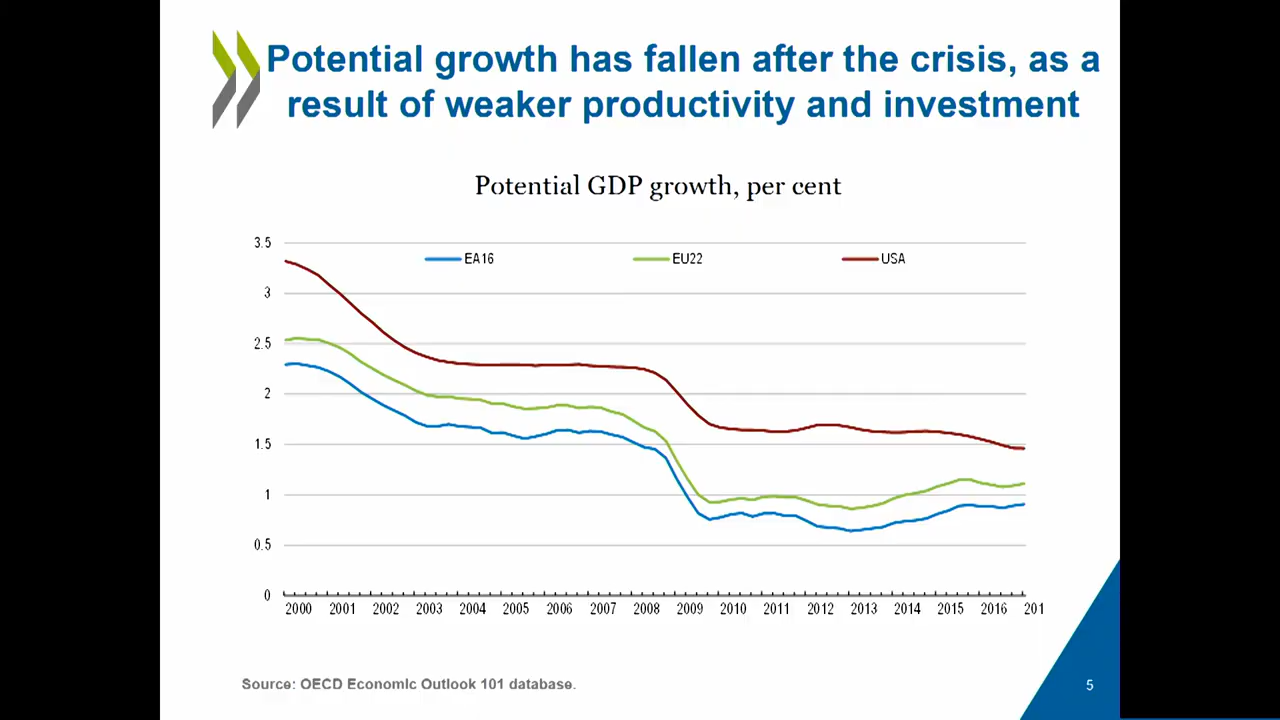 Potential growth has fallen after the crisis, as a
result of weaker productivity and investment
Potential GDP growth, per cent
3.5
EA16 EU22 USA
3
2.5
2
1.5
1
0.5
0
2000 2001 2002 2003 2004 2005 2006 2007 2008 2009 2010 2011 2012 2013 2014 2015 2016 201
Source: OECD Economic Outlook 101 database.
5